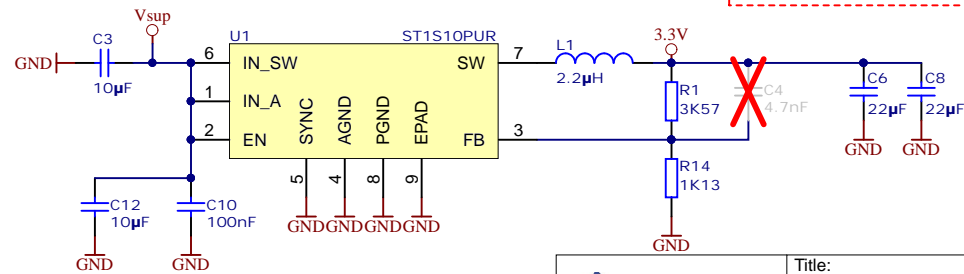 Vsup
U1 ST1S10PUR
3.3V
C3
GND
10µF
6 IN_SW
SW 7
L1
2.2µH
1 IN_A
R1
3K57
C4
4.7nF
C6
22µF
C8
22µF
2 EN
FB 3
SYNC
AGND
PGND
EPAD
GND
GND
5
4
8
9
R14
1K13
C12
10µF
C10
100nF
GND
GND
GND
GND
GND
GND
GND
Title: